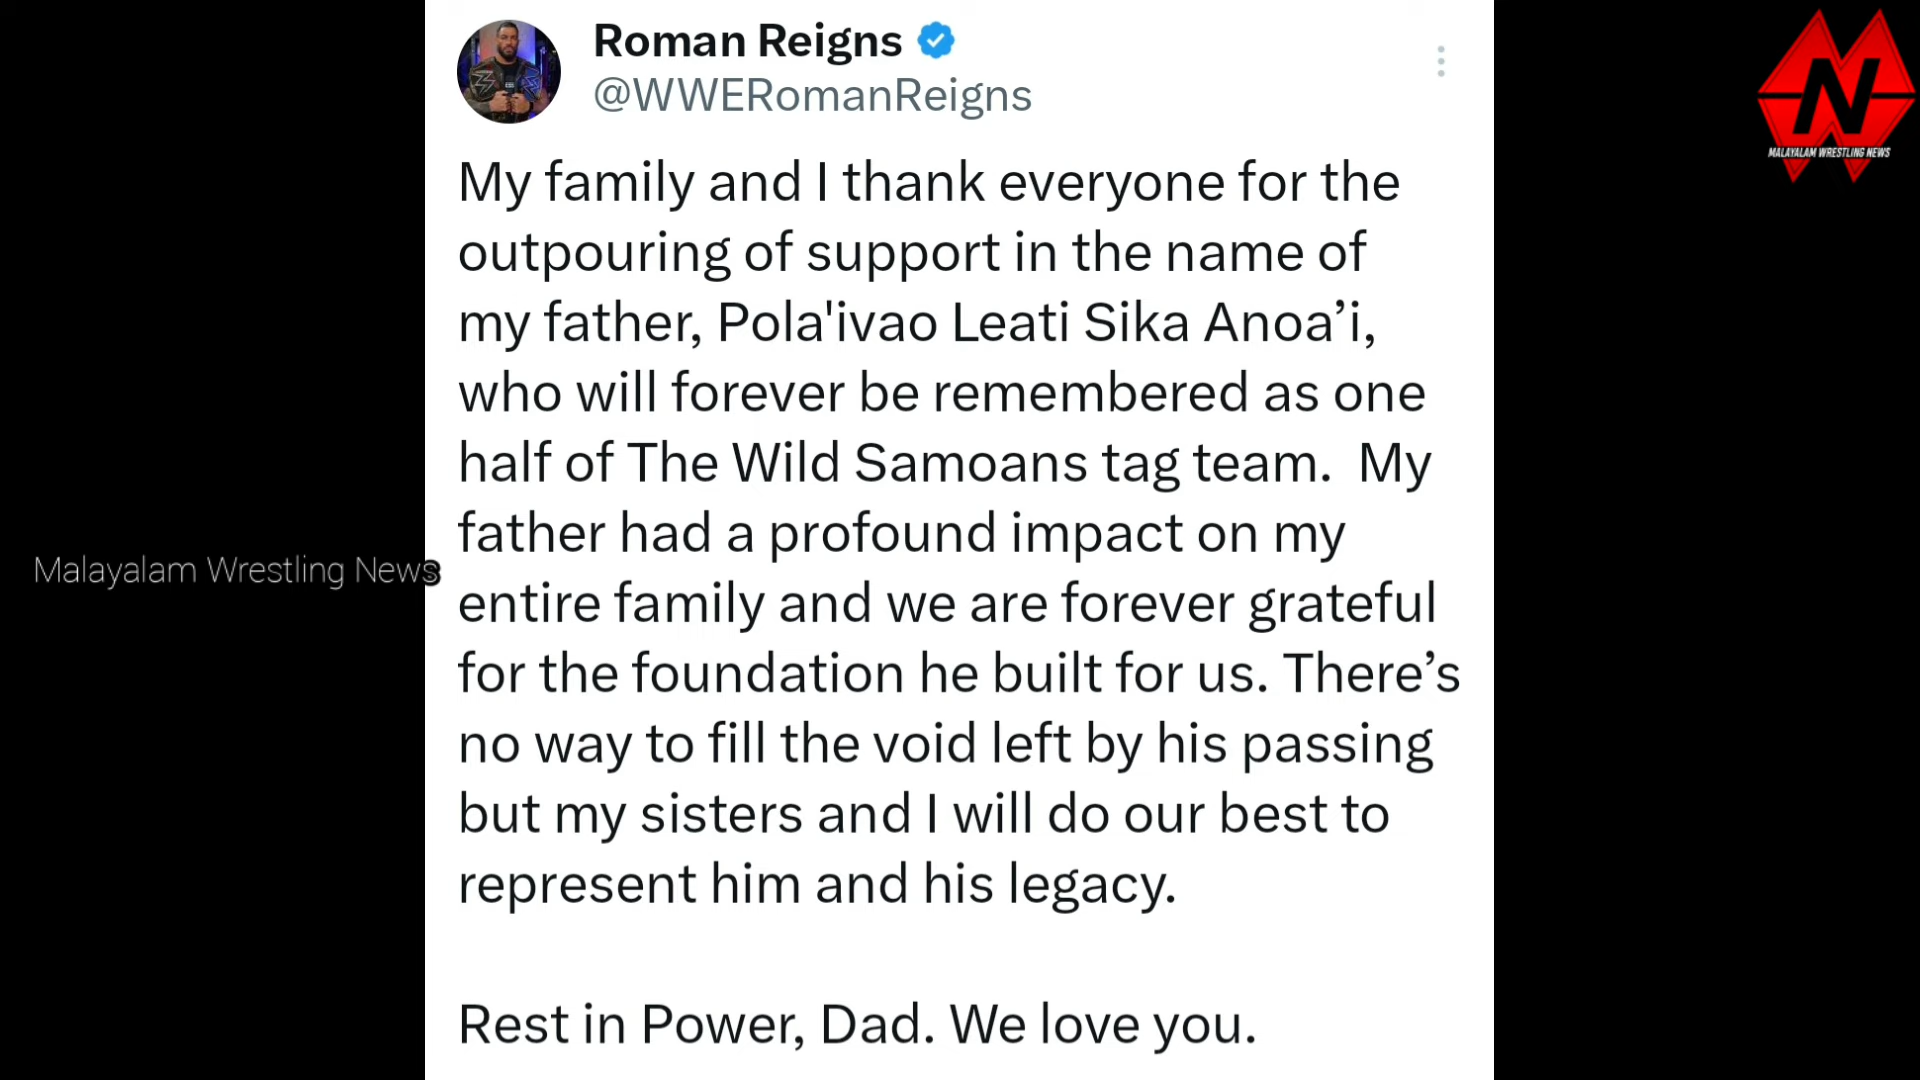 Roman Reigns
@WWERomanReigns
My family and I thank everyone for the
outpouring of support in the name of
my father, Pola'ivao Leati Sika Anoa’i,
who will forever be remembered as one
half of The Wild Samoans tag team.  My
father had a profound impact on my
entire family and we are forever grateful
for the foundation he built for us. There’s
no way to fill the void left by his passing
but my sisters and I will do our best to
represent him and his legacy.
Rest in Power, Dad. We love you.
Malayalam Wrestling News
MN
MALAYALAM WRESTLING NEWS